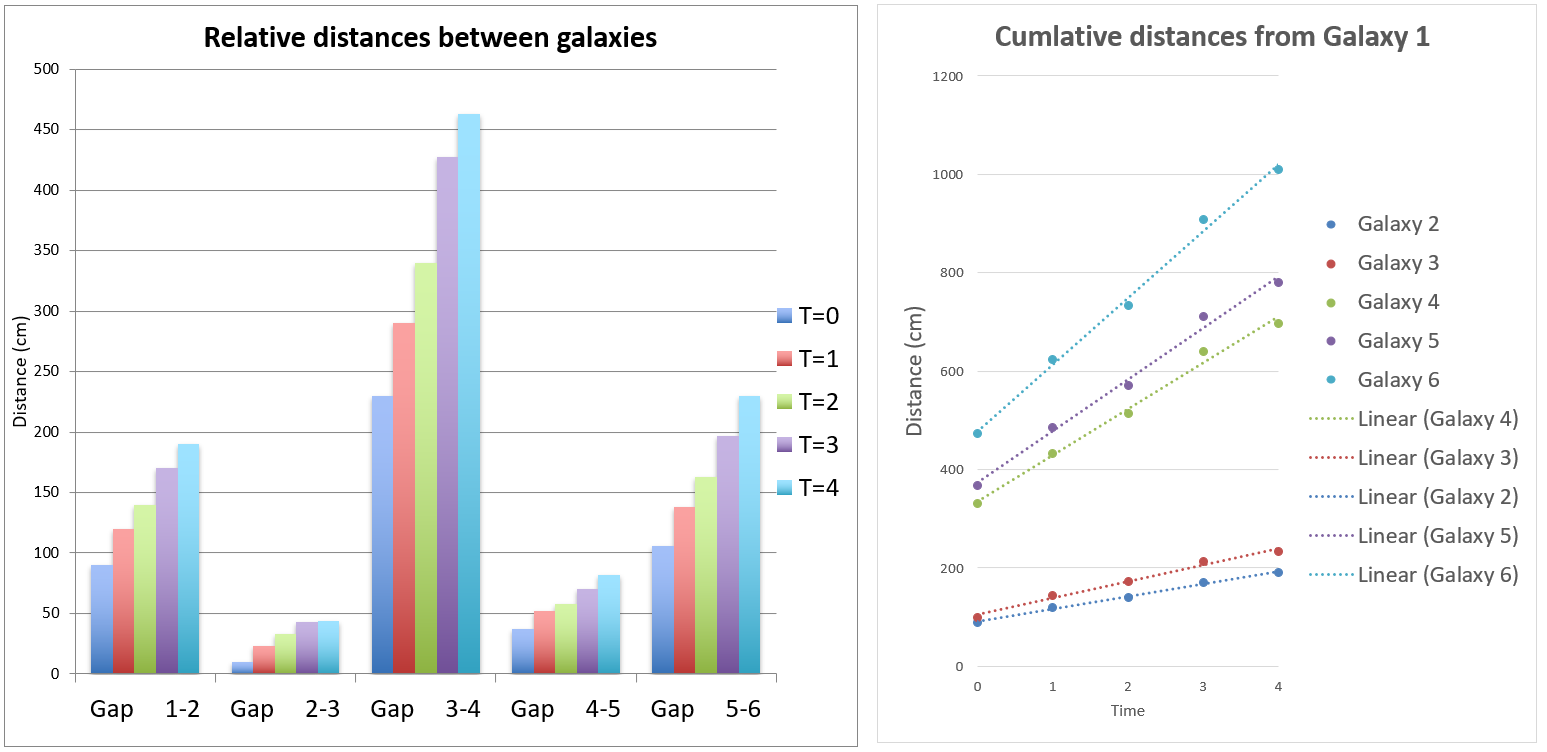 Relative distances between galaxies
500
450
400
350
300
250
200
150
100
50
0
Distance (cm)
Gap 1-2
Gap 2-3
Gap 3-4
Gap 4-5
Gap 5-6
T=0
T=1
T=2
T=3
T=4
Cumlative distances from Galaxy 1
1200
1000
800
600
400
200
0
Distance (cm)
0 1 2 3 4
Time
Galaxy 2
Galaxy 3
Galaxy 4
Galaxy 5
Galaxy 6
Linear (Galaxy 4)
Linear (Galaxy 3)
Linear (Galaxy 2)
Linear (Galaxy 5)
Linear (Galaxy 6)